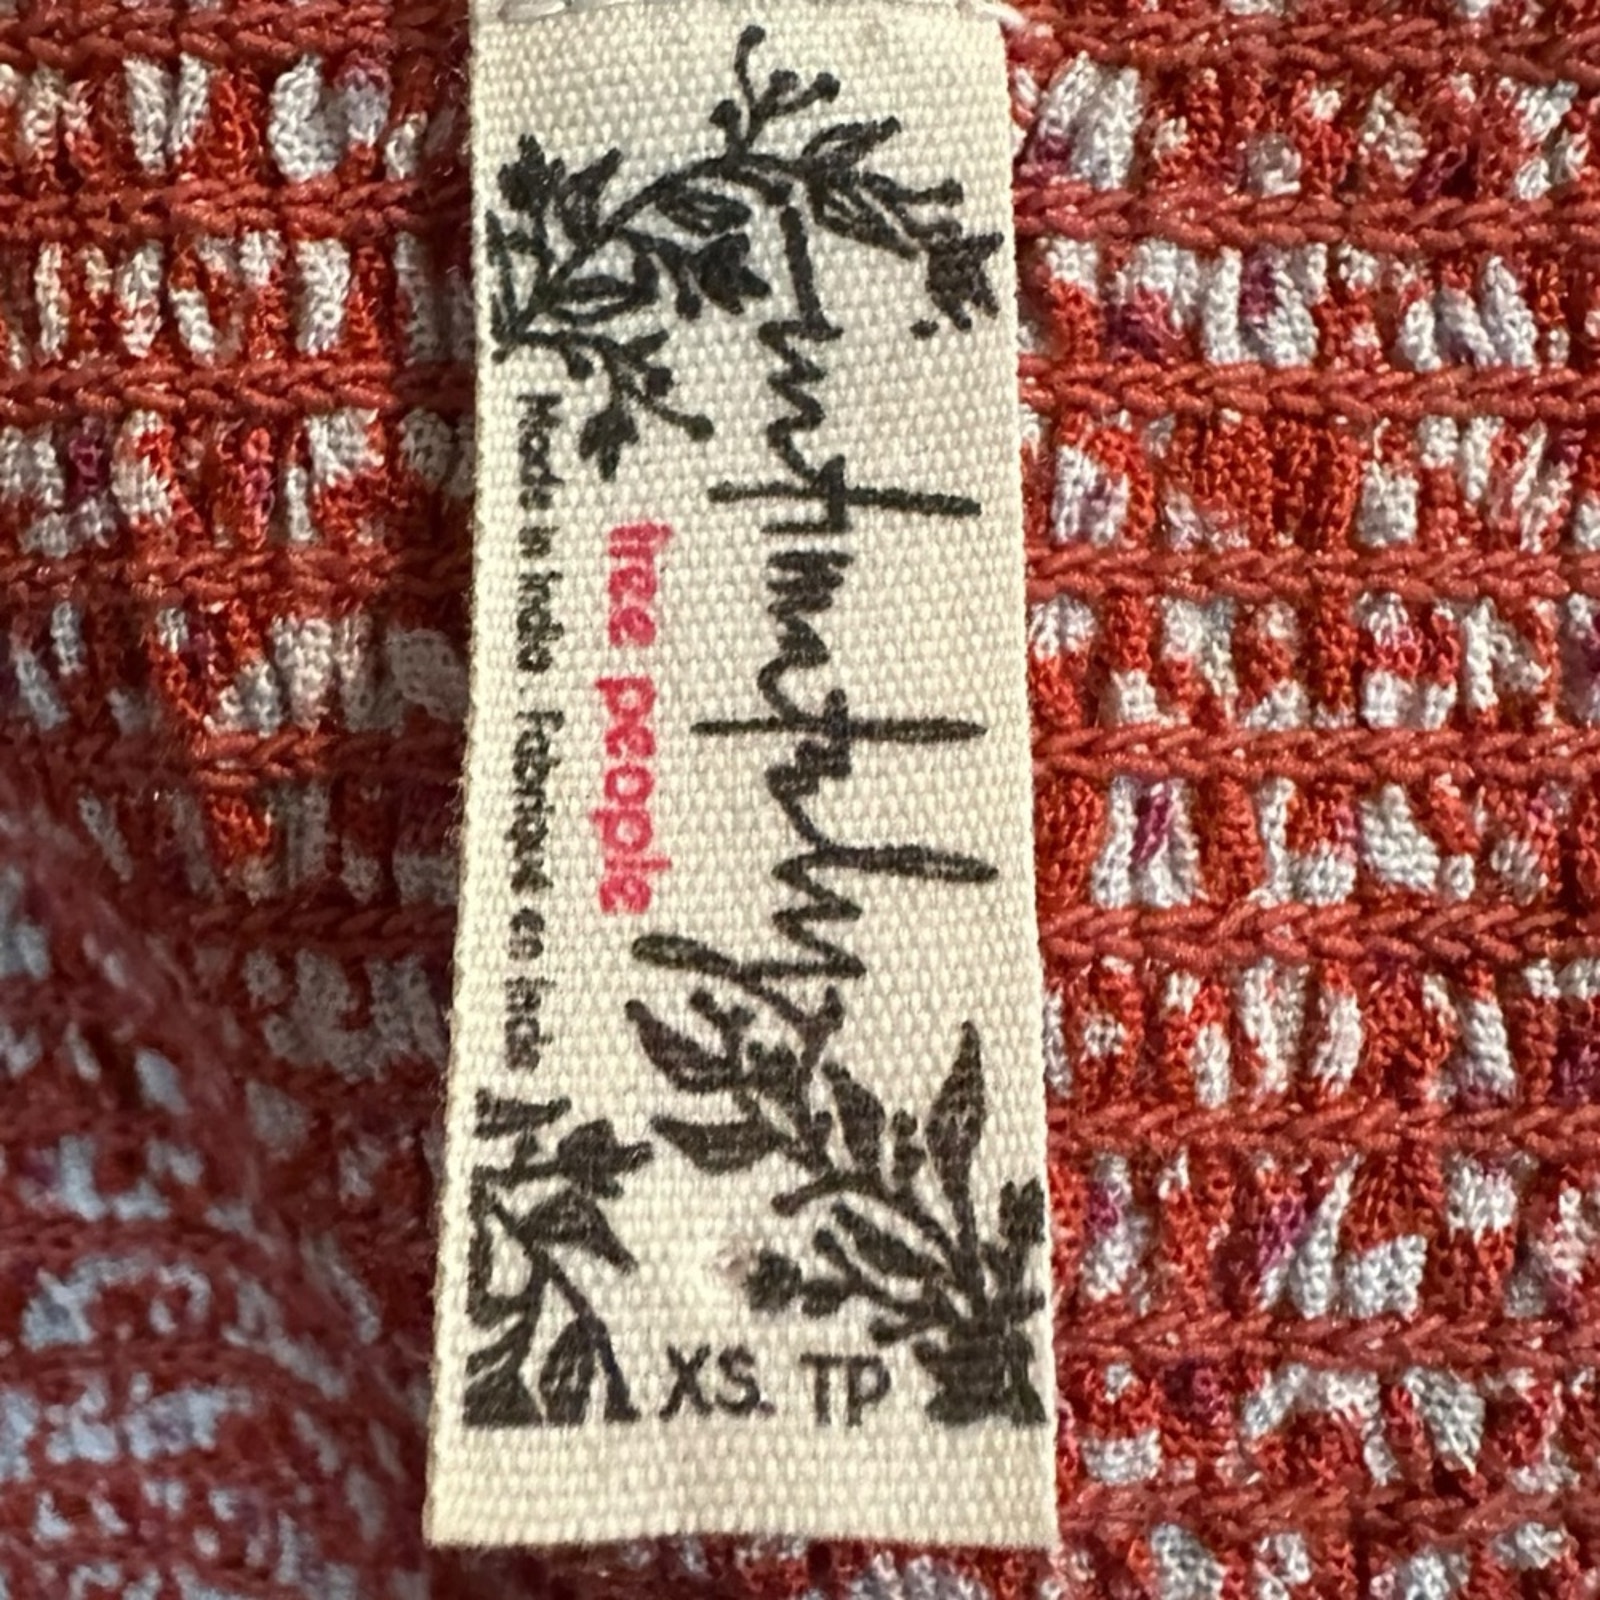 Intimately
free people
Made in India . Fabriqué en Inde
XS. TP